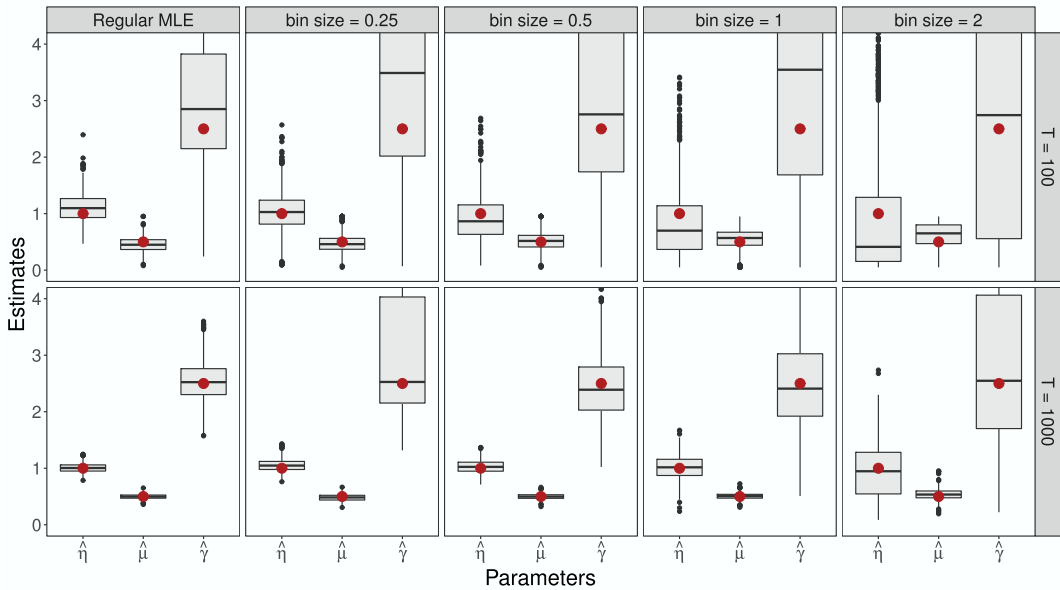 Regular MLE
bin size = 0.25
bin size = 0.5
bin size = 1
bin size = 2
4
3
2
1
0
T = 100
4
3
2
1
0
T = 1000
Estimates
η̂ μ̂ γ̂
η̂ μ̂ γ̂
η̂ μ̂ γ̂
η̂ μ̂ γ̂
η̂ μ̂ γ̂
Parameters